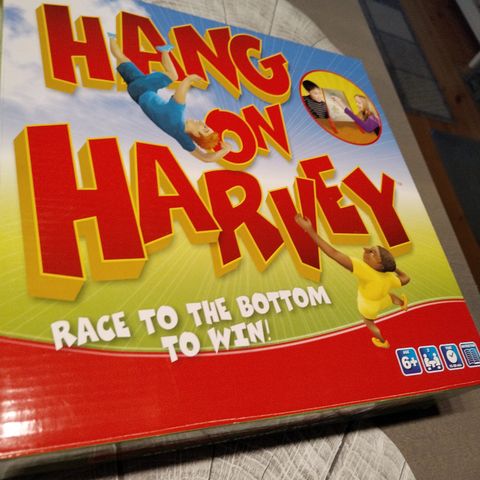 HANG
ON
HARVEY
RACE TO THE BOTTOM
TO WIN!
6+